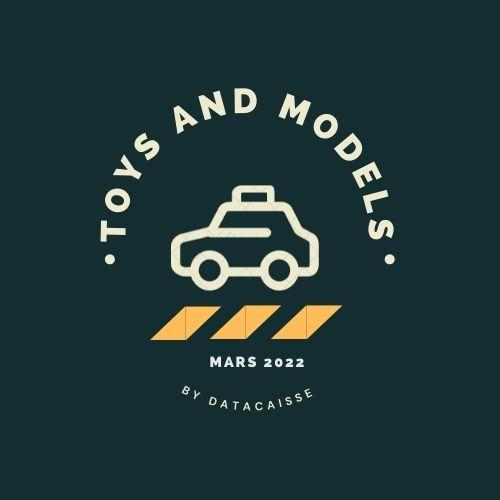 • TOYS AND MODELS •
MARS 2022
BY DATACAISSE